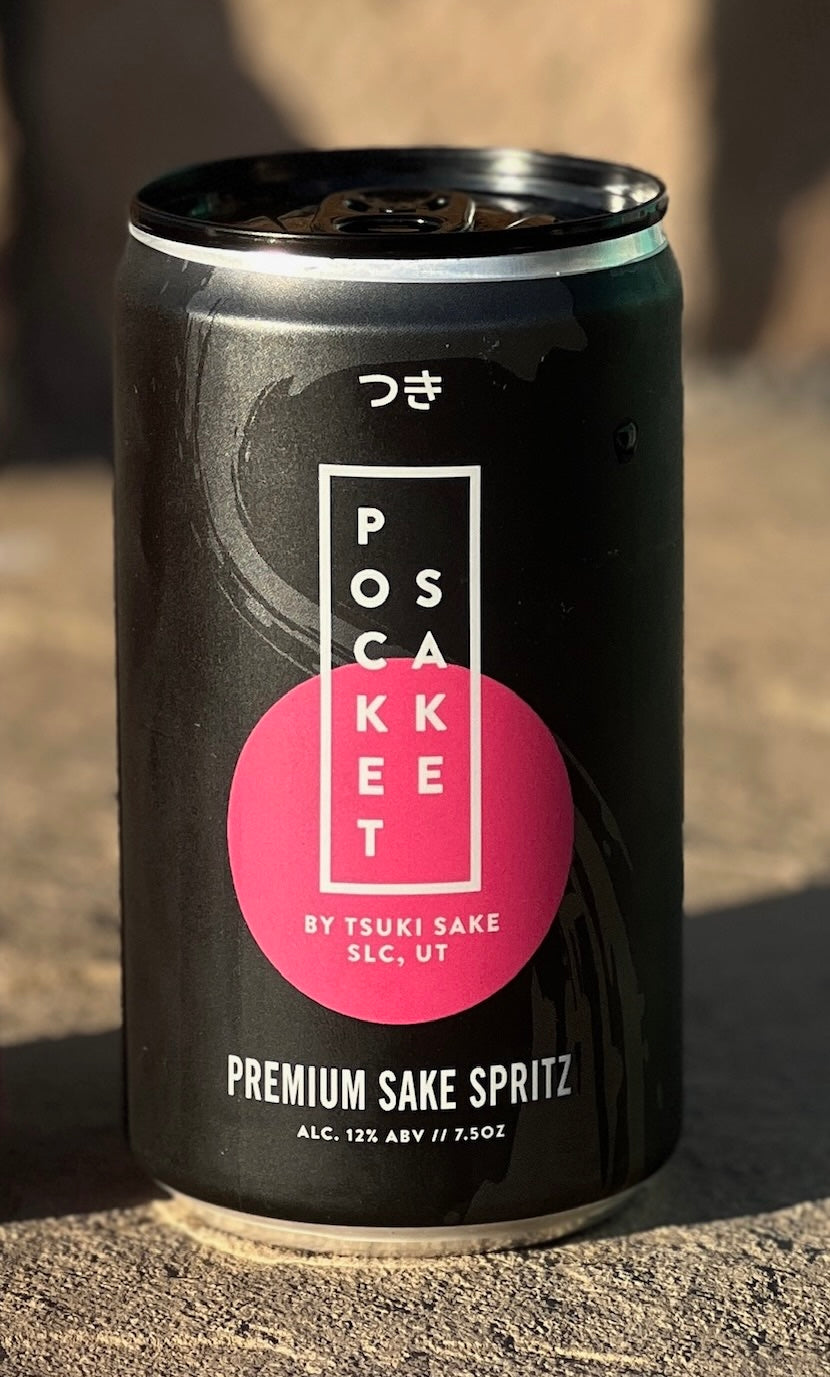 つき
POCKET
SAKE
BY TSUKI SAKE
SLC, UT
PREMIUM SAKE SPRITZ
ALC. 12% ABV // 7.5OZ